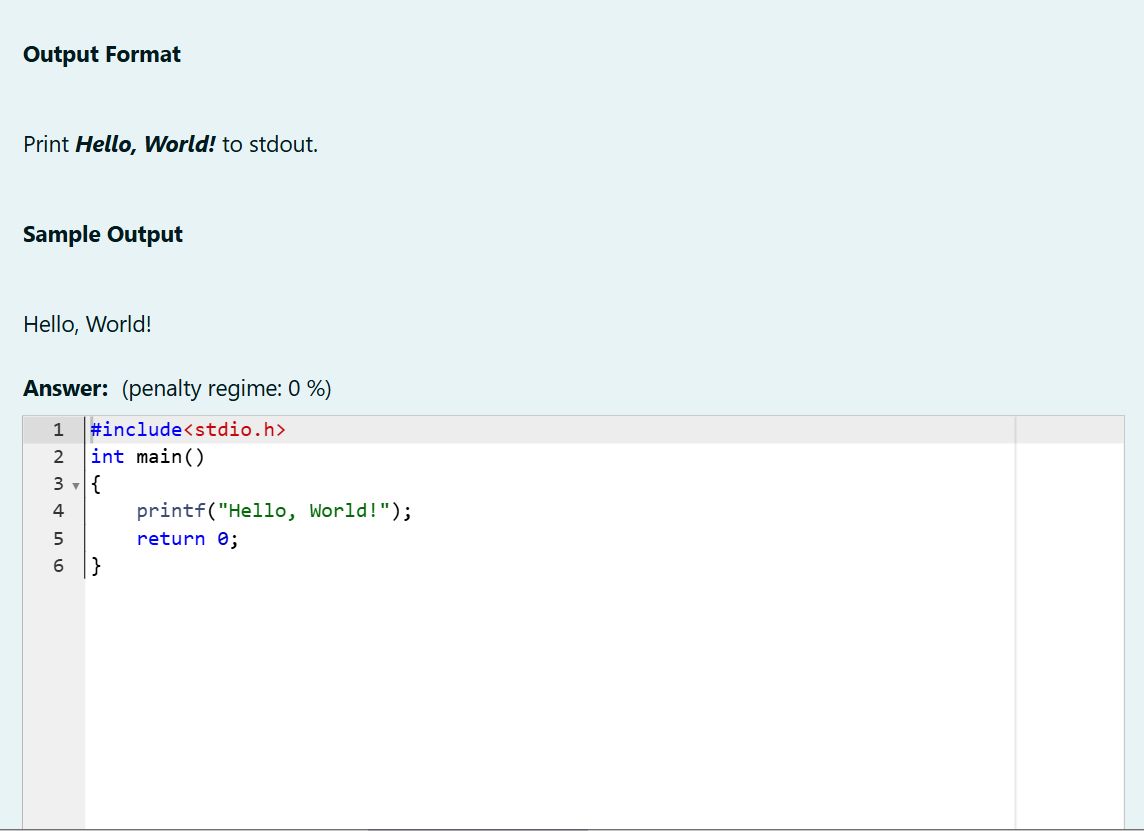 Output Format
Print Hello, World! to stdout.
Sample Output
Hello, World!
Answer: (penalty regime: 0 %)
1 #include<stdio.h>
2 int main()
3 {
4     printf("Hello, World!");
5     return 0;
6 }